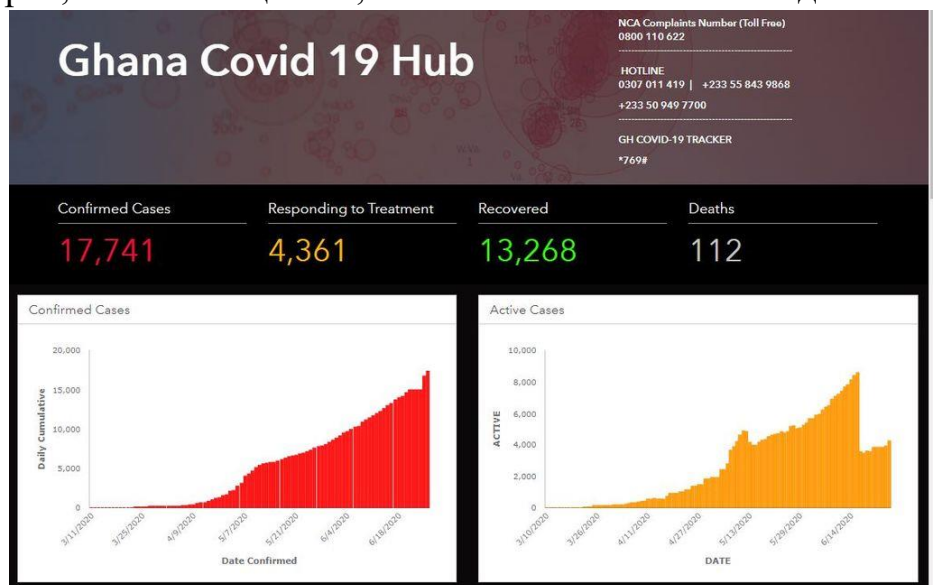 Ghana Covid 19 Hub
NCA Complaints Number (Toll Free)
0800 110 622
HOTLINE
0307 011 419 | +233 55 843 9868
+233 50 949 7700
GH COVID-19 TRACKER
*769#
Confirmed Cases
17,741
Responding to Treatment
4,361
Recovered
13,268
Deaths
112
Confirmed Cases
20,000
15,000
10,000
5,000
0
Daily Cumulative
3/11/2020
3/25/2020
4/9/2020
5/7/2020
5/21/2020
6/4/2020
6/18/2020
Date Confirmed
Active Cases
10,000
8,000
6,000
4,000
2,000
0
ACTIVE
3/10/2020
3/26/2020
4/11/2020
4/27/2020
5/13/2020
5/29/2020
6/14/2020
DATE